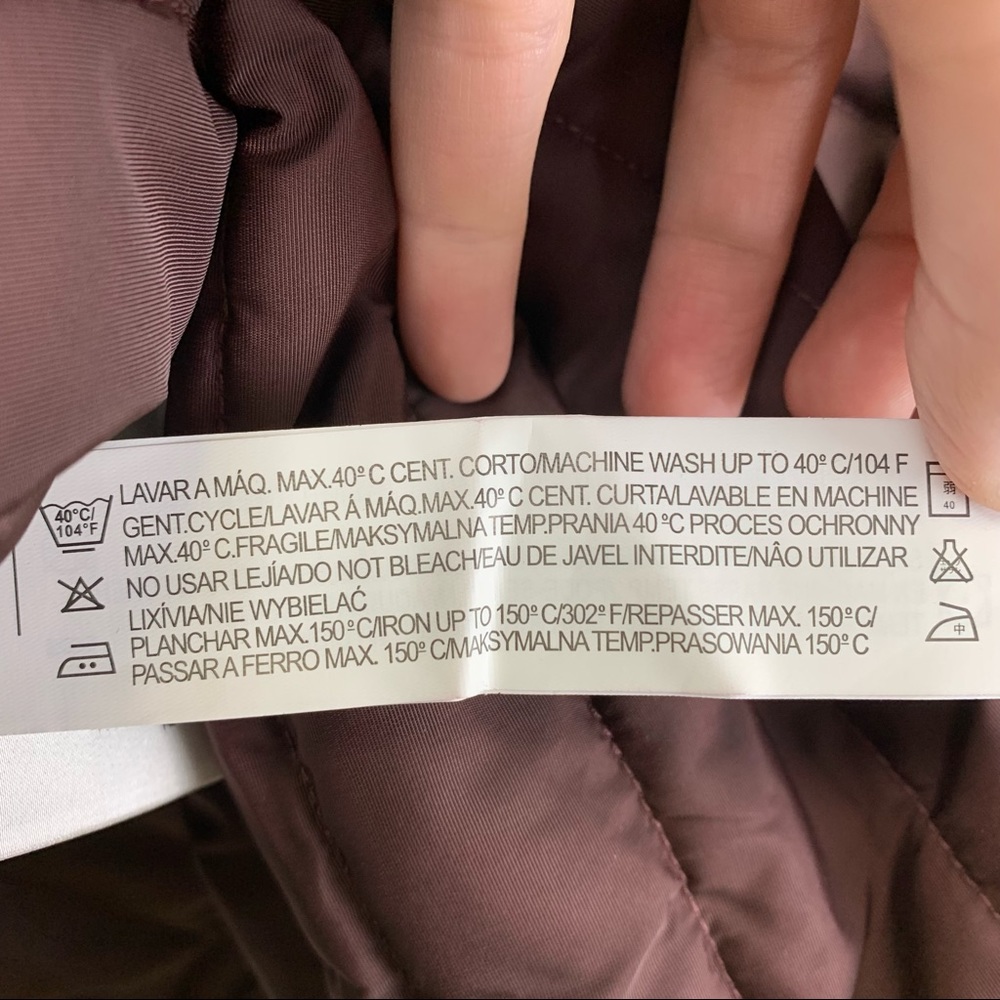 40°C/
104°F
LAVAR A MÁQ. MAX.40º C CENT. CORTO/MACHINE WASH UP TO 40º C/104 F
GENT.CYCLE/LAVAR Á MÁQ.MAX.40º C CENT. CURTA/LAVABLE EN MACHINE
MAX.40º C.FRAGILE/MAKSYMALNA TEMP.PRANIA 40 ºC PROCES OCHRONNY
NO USAR LEJÍA/DO NOT BLEACH/EAU DE JAVEL INTERDITE/NÂO UTILIZAR
LIXÍVIA/NIE WYBIELAĆ
PLANCHAR MAX.150 º C/IRON UP TO 150º C/302º F/REPASSER MAX. 150º C/
PASSAR A FERRO MAX. 150º C/MAKSYMALNA TEMP.PRASOWANIA 150º C
弱
40
中